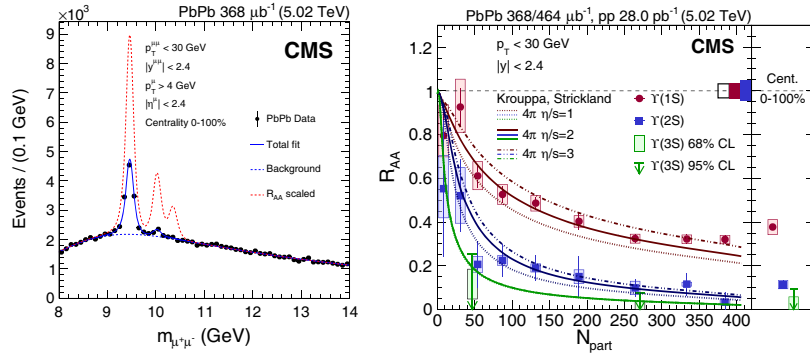 PbPb 368 μb⁻¹ (5.02 TeV)
×10³
CMS
p_T^μμ < 30 GeV
|y^μμ| < 2.4
p_T^μ > 4 GeV
|η^μ| < 2.4
Centrality 0-100%
PbPb Data
Total fit
Background
R_AA scaled
Events / (0.1 GeV)
9
8
7
6
5
4
3
2
1
0
8 9 10 11 12 13 14
m_μ⁺μ⁻ (GeV)
PbPb 368/464 μb⁻¹, pp 28.0 pb⁻¹ (5.02 TeV)
p_T < 30 GeV
|y| < 2.4
CMS
Cent.
0-100%
Krouppa, Strickland
4π η/s=1
4π η/s=2
4π η/s=3
ϒ(1S)
ϒ(2S)
ϒ(3S) 68% CL
ϒ(3S) 95% CL
R_AA
1.2
1
0.8
0.6
0.4
0.2
0
0 50 100 150 200 250 300 350 400
N_part